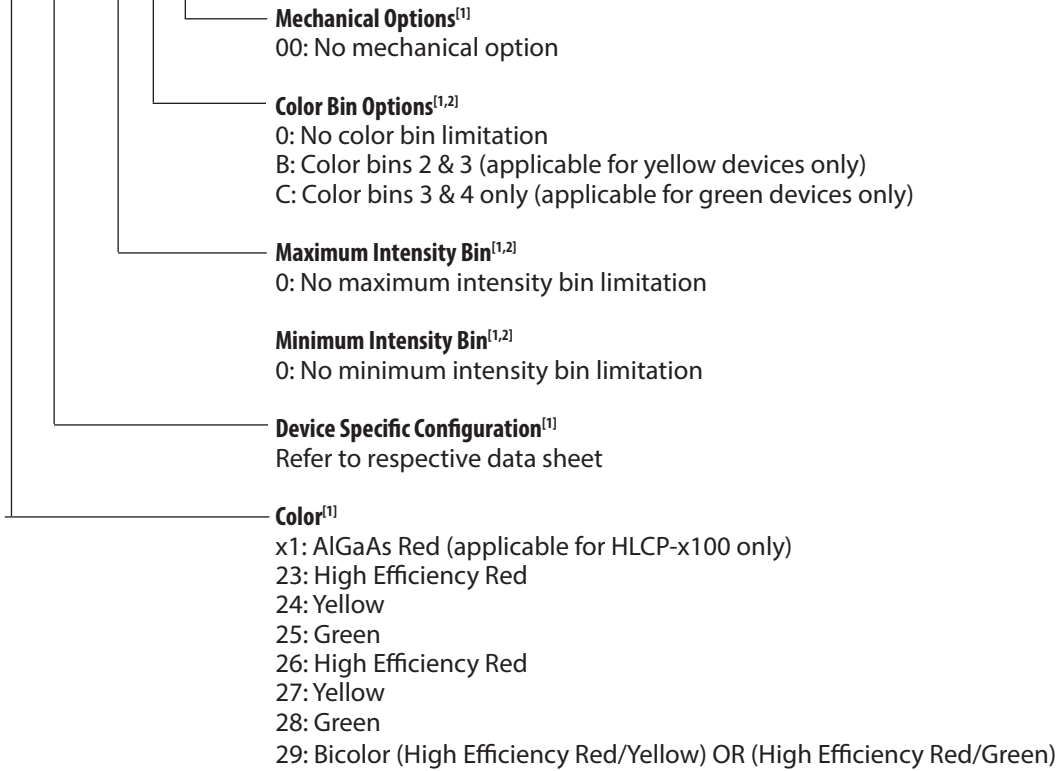 Mechanical Options[1]
00: No mechanical option
Color Bin Options[1,2]
0: No color bin limitation
B: Color bins 2 & 3 (applicable for yellow devices only)
C: Color bins 3 & 4 only (applicable for green devices only)
Maximum Intensity Bin[1,2]
0: No maximum intensity bin limitation
Minimum Intensity Bin[1,2]
0: No minimum intensity bin limitation
Device Specific Configuration[1]
Refer to respective data sheet
Color[1]
x1: AlGaAs Red (applicable for HLCP-x100 only)
23: High Efficiency Red
24: Yellow
25: Green
26: High Efficiency Red
27: Yellow
28: Green
29: Bicolor (High Efficiency Red/Yellow) OR (High Efficiency Red/Green)